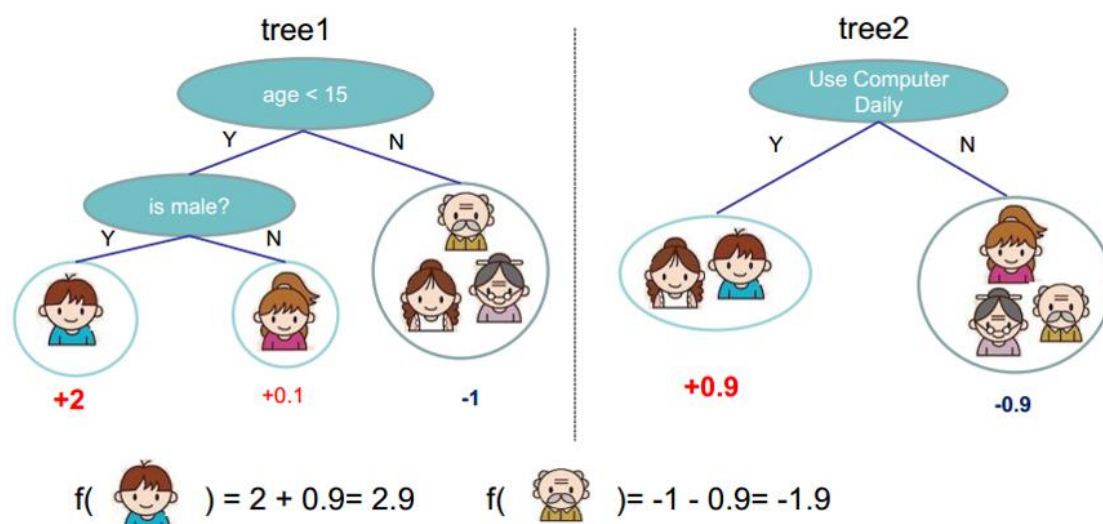 tree1
age < 15
Y
N
is male?
Y
N
+2
+0.1
-1
tree2
Use Computer
Daily
Y
N
+0.9
-0.9
f( ) = 2 + 0.9= 2.9
f( )= -1 - 0.9= -1.9